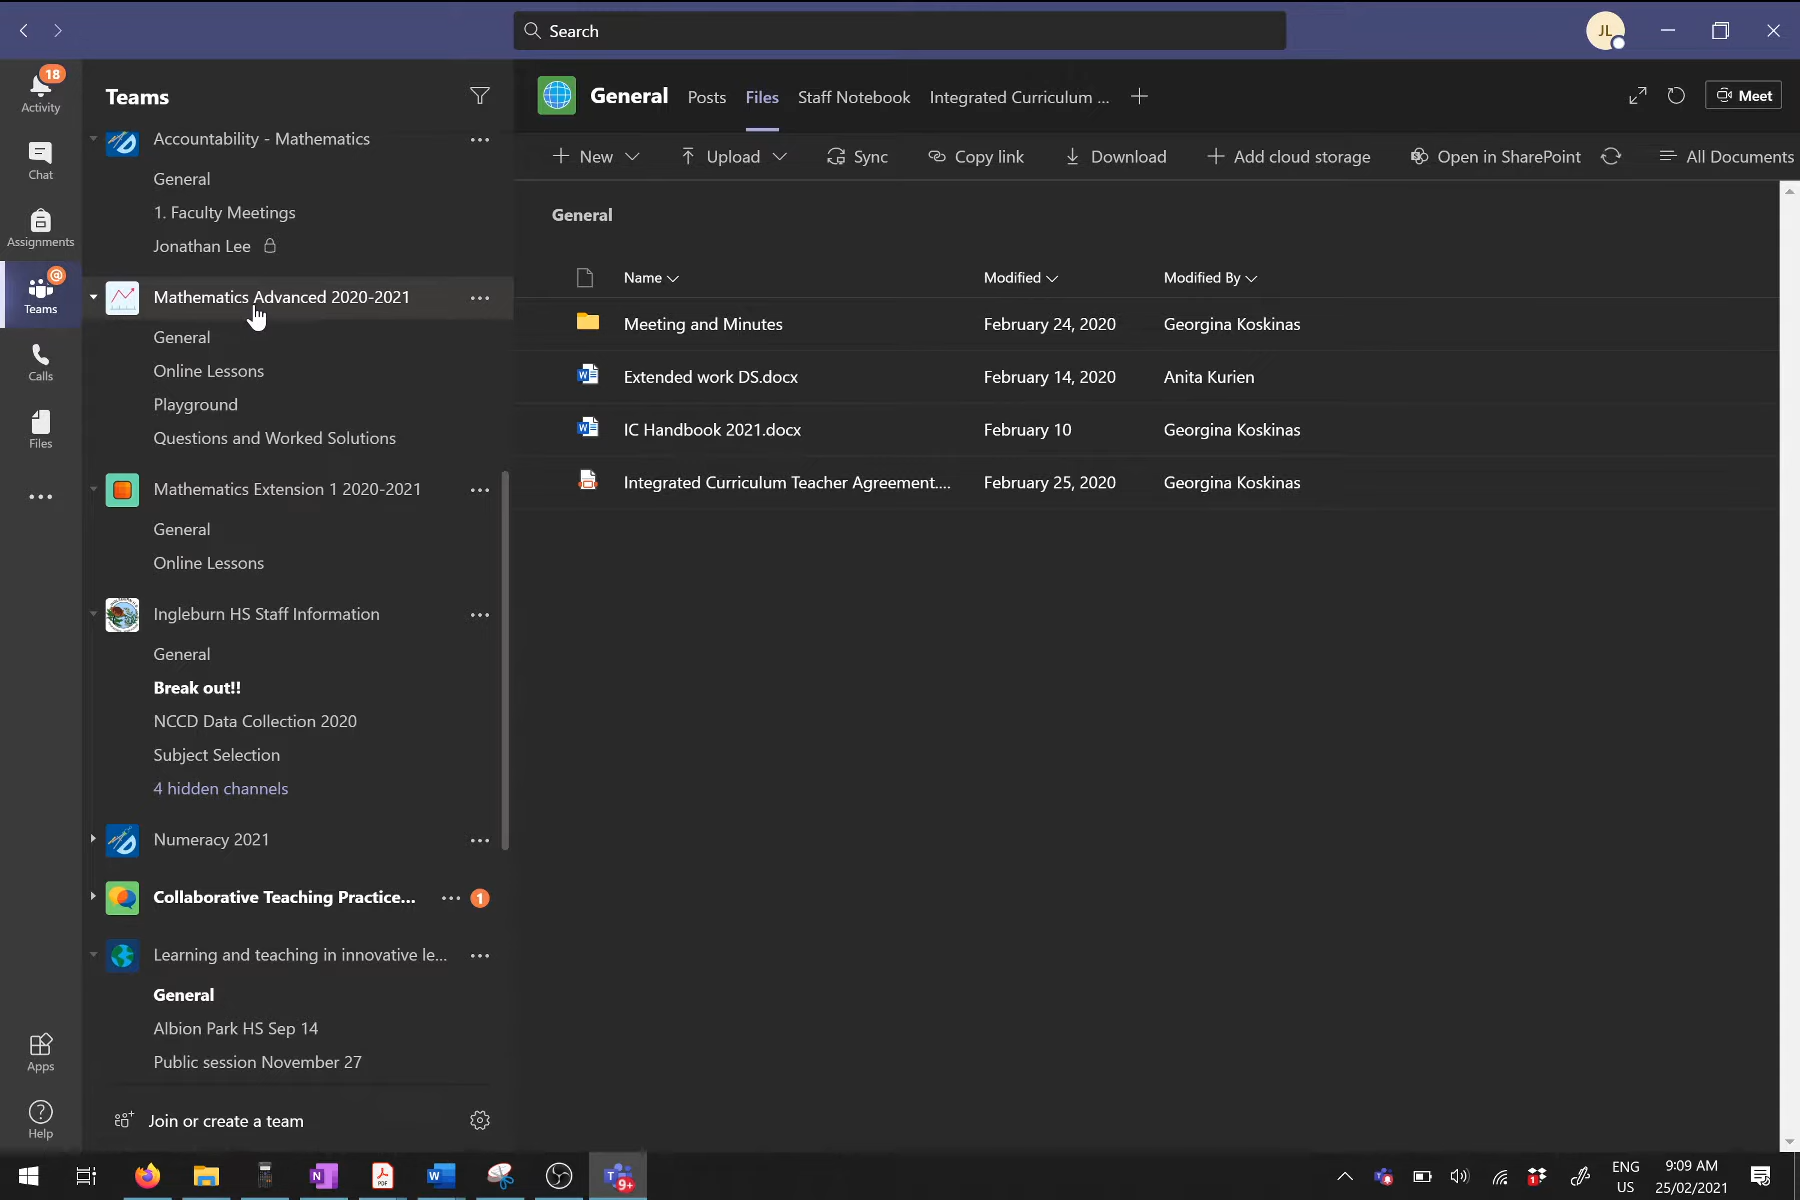 Search
JL
18
Activity
Chat
Assignments
@
Teams
Calls
Files
Apps
Help
Teams
Accountability - Mathematics
General
1. Faculty Meetings
Jonathan Lee
Mathematics Advanced 2020-2021
General
Online Lessons
Playground
Questions and Worked Solutions
Mathematics Extension 1 2020-2021
General
Online Lessons
Ingleburn HS Staff Information
General
Break out!!
NCCD Data Collection 2020
Subject Selection
4 hidden channels
Numeracy 2021
Collaborative Teaching Practice... 1
Learning and teaching in innovative le...
General
Albion Park HS Sep 14
Public session November 27
Join or create a team
General Posts Files Staff Notebook Integrated Curriculum ... Meet
New Upload Sync Copy link Download Add cloud storage Open in SharePoint All Documents
General
Name Modified Modified By
Meeting and Minutes February 24, 2020 Georgina Koskinas
Extended work DS.docx February 14, 2020 Anita Kurien
IC Handbook 2021.docx February 10 Georgina Koskinas
Integrated Curriculum Teacher Agreement.... February 25, 2020 Georgina Koskinas
N PDF W T 9+ 1
ENG
US
9:09 AM
25/02/2021